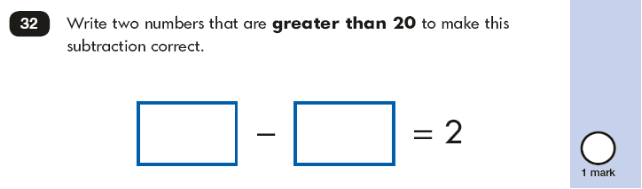 32 Write two numbers that are greater than 20 to make this
subtraction correct.
− = 2
1 mark